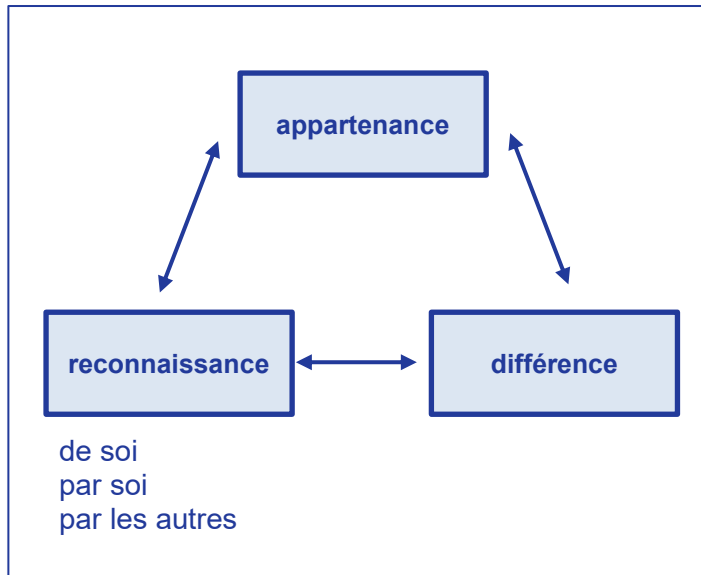 appartenance
reconnaissance
différence
de soi
par soi
par les autres